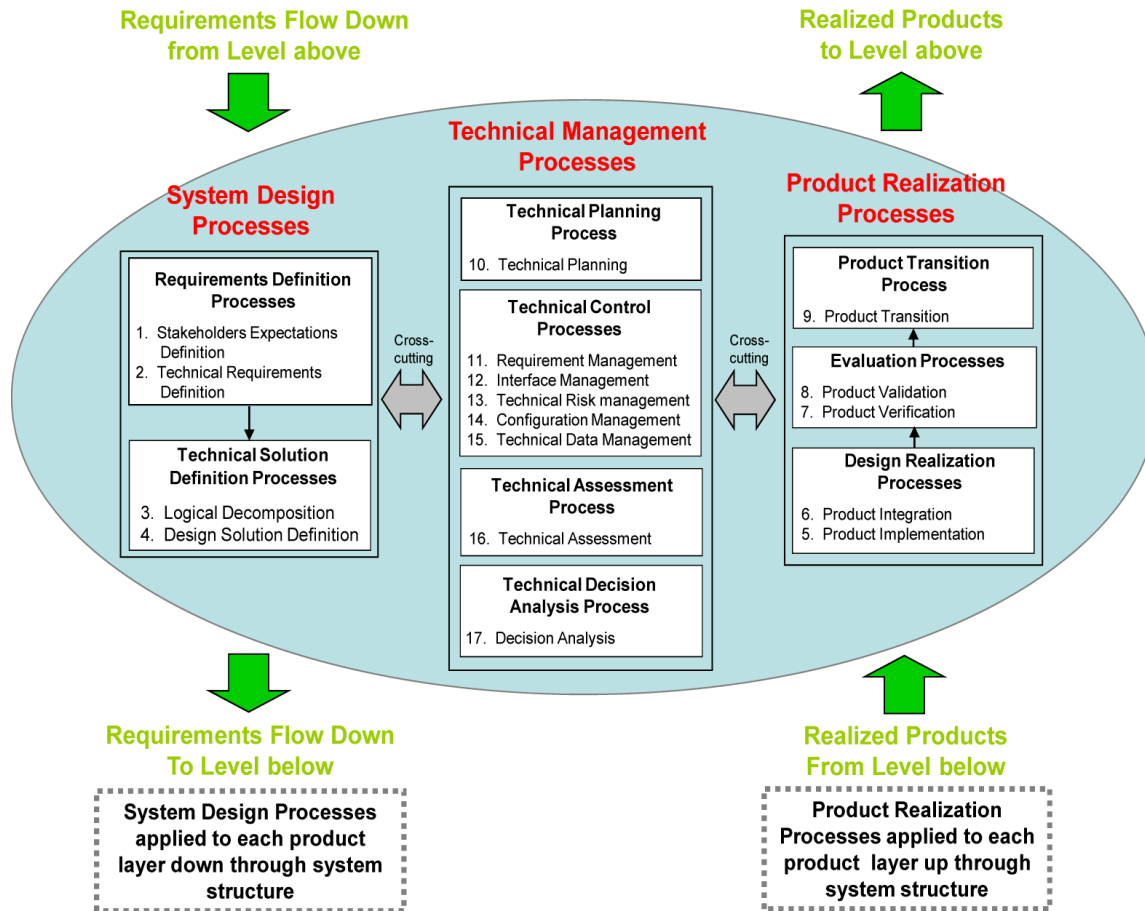 Requirements Flow Down
from Level above
Realized Products
to Level above
Technical Management
Processes
System Design
Processes
Product Realization
Processes
Requirements Definition
Processes
1. Stakeholders Expectations
Definition
2. Technical Requirements
Definition
Technical Solution
Definition Processes
3. Logical Decomposition
4. Design Solution Definition
Cross-
cutting
Technical Planning
Process
10. Technical Planning
Technical Control
Processes
11. Requirement Management
12. Interface Management
13. Technical Risk management
14. Configuration Management
15. Technical Data Management
Technical Assessment
Process
16. Technical Assessment
Technical Decision
Analysis Process
17. Decision Analysis
Cross-
cutting
Product Transition
Process
9. Product Transition
Evaluation Processes
8. Product Validation
7. Product Verification
Design Realization
Processes
6. Product Integration
5. Product Implementation
Requirements Flow Down
To Level below
Realized Products
From Level below
System Design Processes
applied to each product
layer down through system
structure
Product Realization
Processes applied to each
product layer up through
system structure